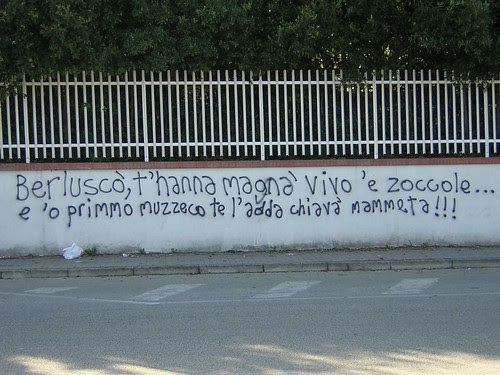 Berluscò, t'hanna magnà vivo 'e zoccole...
e 'o primmo muzzeco te l'adda chiavà mammeta!!!